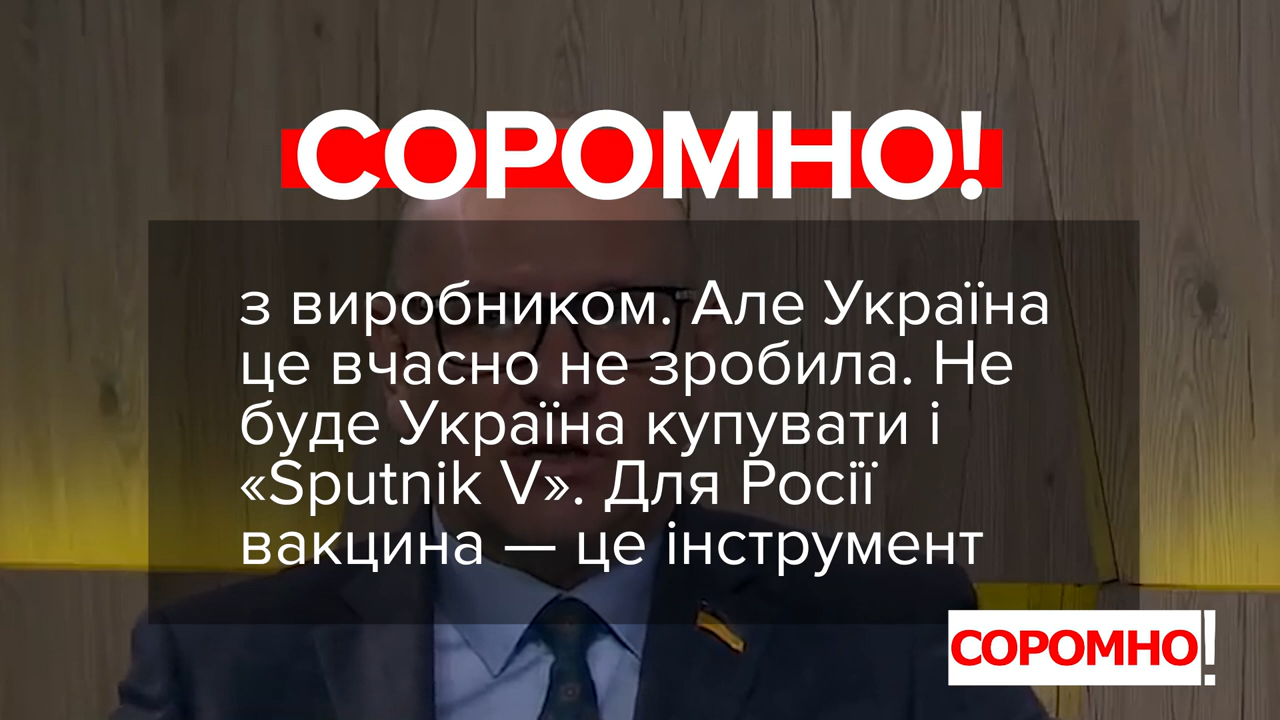 СОРОМНО!
з виробником. Але Україна
це вчасно не зробила. Не
буде Україна купувати і
«Sputnik V». Для Росії
вакцина — це інструмент
СОРОМНО!